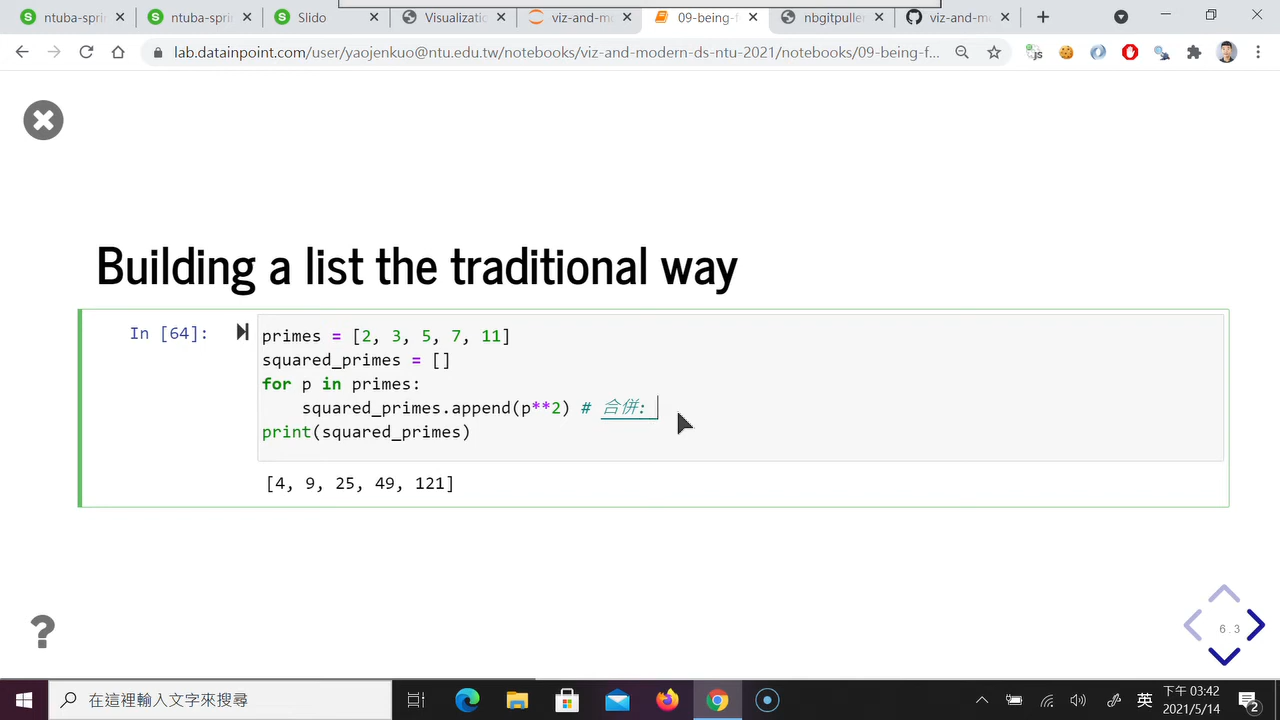 ntuba-spri
ntuba-spri
Slido
Visualizatio
viz-and-mo
09-being-f
nbgitpuller
viz-and-mo
lab.datainpoint.com/user/yaojenkuo@ntu.edu.tw/notebooks/viz-and-modern-ds-ntu-2021/notebooks/09-being-f...
JS
Building a list the traditional way
In [64]:
primes = [2, 3, 5, 7, 11]
squared_primes = []
for p in primes:
squared_primes.append(p**2) # 合併:
print(squared_primes)
[4, 9, 25, 49, 121]
?
6.3
在這裡輸入文字來搜尋
英
下午 03:42
2021/5/14
2